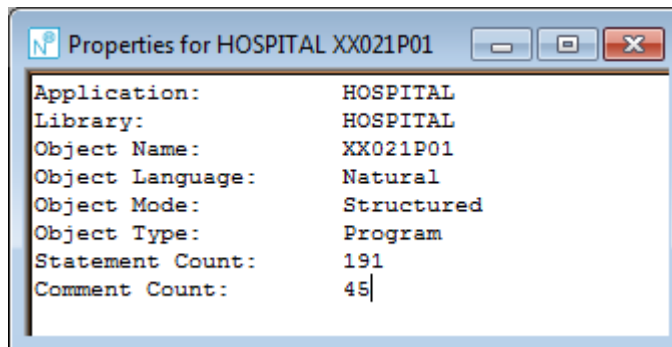 Properties for HOSPITAL XX021P01
Application: HOSPITAL
Library: HOSPITAL
Object Name: XX021P01
Object Language: Natural
Object Mode: Structured
Object Type: Program
Statement Count: 191
Comment Count: 45